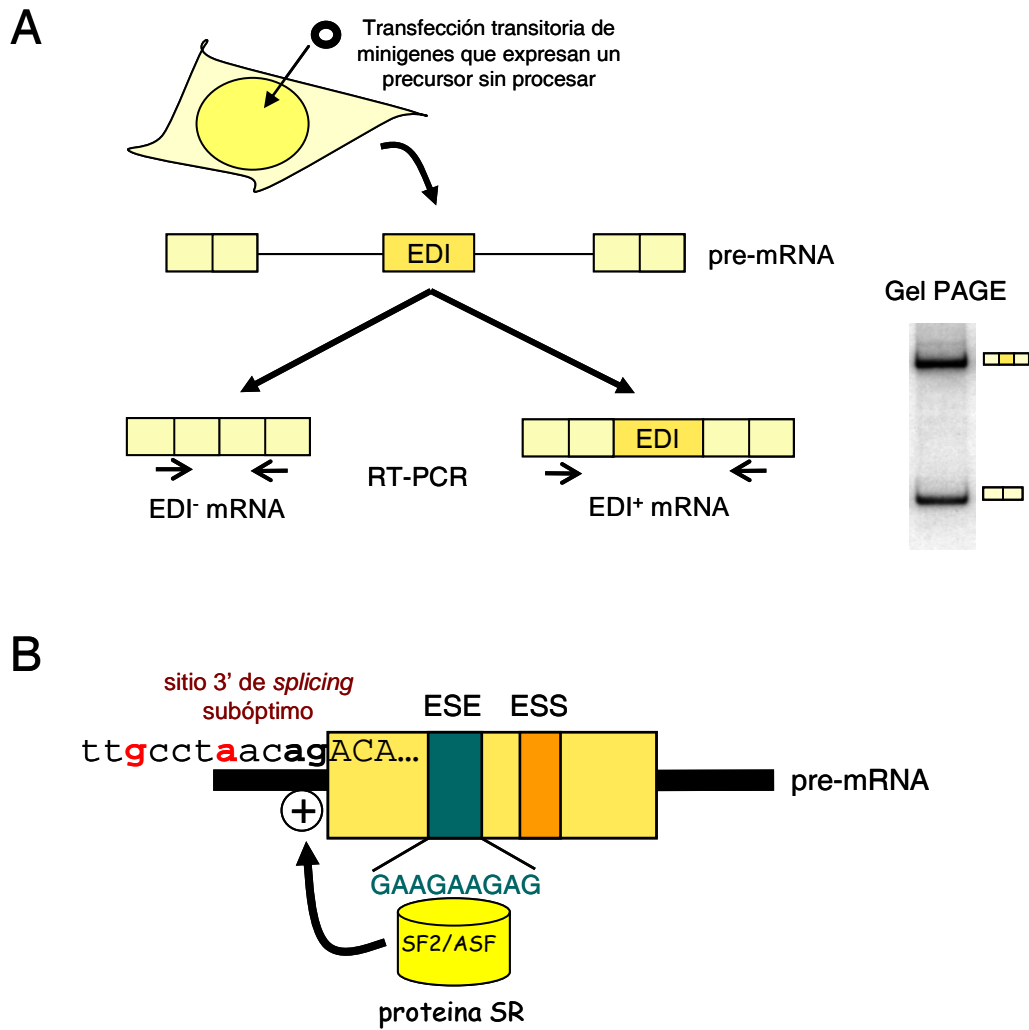 A
Transfección transitoria de
minigenes que expresan un
precursor sin procesar
EDI
pre-mRNA
Gel PAGE
EDI
RT-PCR
EDI⁻ mRNA
EDI⁺ mRNA
B
sitio 3’ de splicing
subóptimo
ESE
ESS
ttgcctaacagACA...
pre-mRNA
+
GAAGAAGAG
SF2/ASF
proteina SR